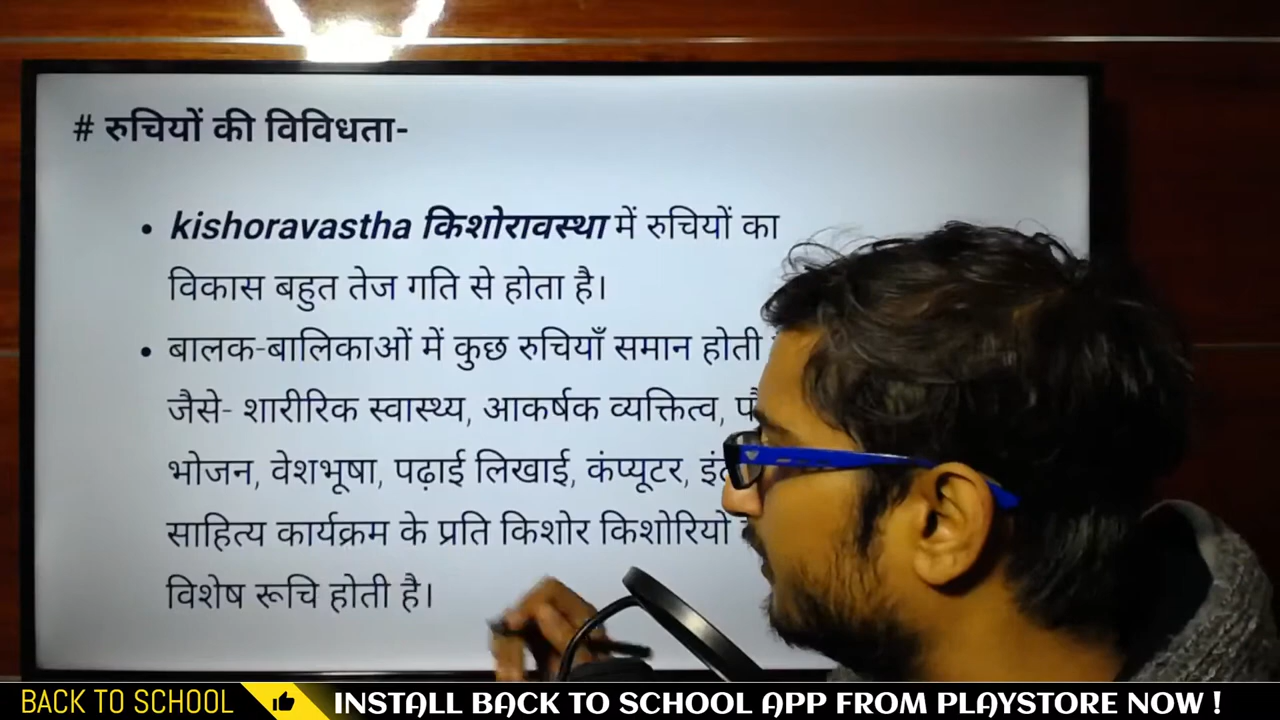 # रुचियों की विविधता-
• kishoravastha किशोरावस्था में रुचियों का
विकास बहुत तेज गति से होता है।
• बालक-बालिकाओं में कुछ रुचियाँ समान होती
जैसे- शारीरिक स्वास्थ्य, आकर्षक व्यक्तित्व,
भोजन, वेशभूषा, पढ़ाई लिखाई, कंप्यूटर,
साहित्य कार्यक्रम के प्रति किशोर किशोरियो
विशेष रूचि होती है।
BACK TO SCHOOL INSTALL BACK TO SCHOOL APP FROM PLAYSTORE NOW !